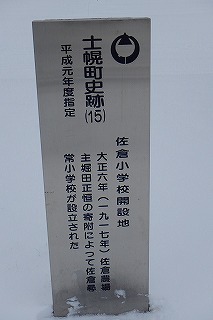 士幌町史跡(15)
平成元年度指定
佐倉小学校開設地
大正六年(一九一七年)佐倉農場
主堀田正恒の寄附によって佐倉尋
常小学校が設立された